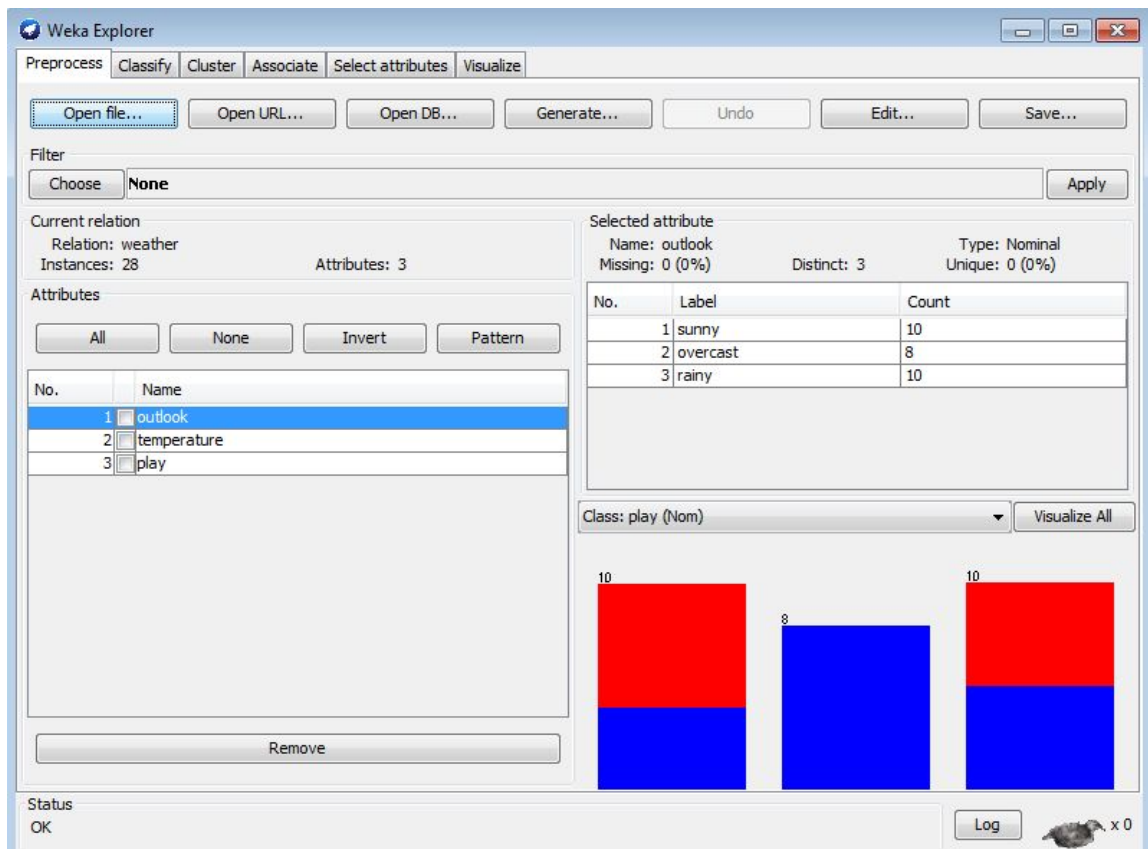 Weka Explorer
Preprocess Classify Cluster Associate Select attributes Visualize
Open file... Open URL... Open DB... Generate... Undo Edit... Save...
Filter
Choose None Apply
Current relation
Relation: weather
Instances: 28 Attributes: 3
Attributes
All None Invert Pattern
No. Name
1 outlook
2 temperature
3 play
Remove
Selected attribute
Name: outlook Type: Nominal
Missing: 0 (0%) Distinct: 3 Unique: 0 (0%)
No. Label Count
1 sunny 10
2 overcast 8
3 rainy 10
Class: play (Nom) Visualize All
10 8 10
Status
OK
Log x 0